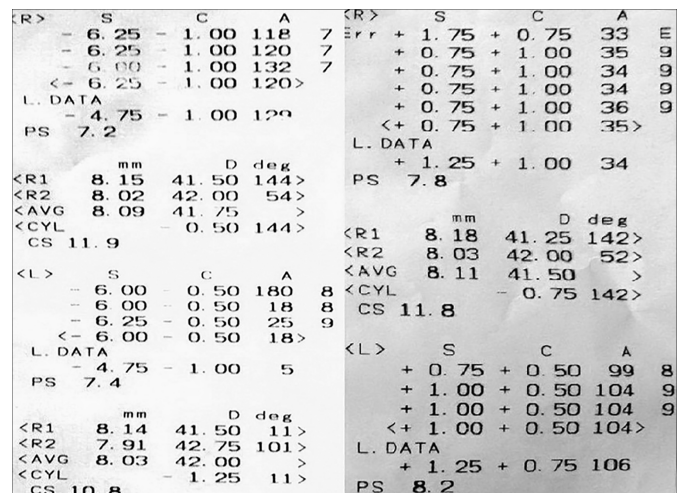 <R> S C A
- 6. 25 - 1. 00 118 7
- 6. 25 - 1. 00 120 7
- 6. 00 - 1. 00 132 7
<- 6. 25 - 1. 00 120>
L. DATA
- 4. 75 - 1. 00
PS 7. 2
mm D deg
<R1 8. 15 41. 50 144>
<R2 8. 02 42. 00 54>
<AVG 8. 09 41. 75 >
<CYL - 0. 50 144>
CS 11. 9
<L> S C A
- 6. 00 - 0. 50 180 8
- 6. 00 - 0. 50 18 8
- 6. 25 - 0. 50 25 9
<- 6. 00 - 0. 50 18>
L. DATA
- 4. 75 - 1. 00 5
PS 7. 4
mm D deg
<R1 8. 14 41. 50 11>
<R2 7. 91 42. 75 101>
<AVG 8. 03 42. 00 >
<CYL - 1. 25 11>
CS 10. 8
<R> S C A
Err + 1. 75 + 0. 75 33 E
+ 0. 75 + 1. 00 35 9
+ 0. 75 + 1. 00 34 9
+ 0. 75 + 1. 00 34 9
+ 0. 75 + 1. 00 36 9
<+ 0. 75 + 1. 00 35>
L. DATA
+ 1. 25 + 1. 00 34
PS 7. 8
mm D deg
<R1 8. 18 41. 25 142>
<R2 8. 03 42. 00 52>
<AVG 8. 11 41. 50 >
<CYL - 0. 75 142>
CS 11. 8
<L> S C A
+ 0. 75 + 0. 50 99 8
+ 1. 00 + 0. 50 104 9
+ 1. 00 + 0. 50 104 9
<+ 1. 00 + 0. 50 104>
L. DATA
+ 1. 25 + 0. 75 106
PS 8. 2